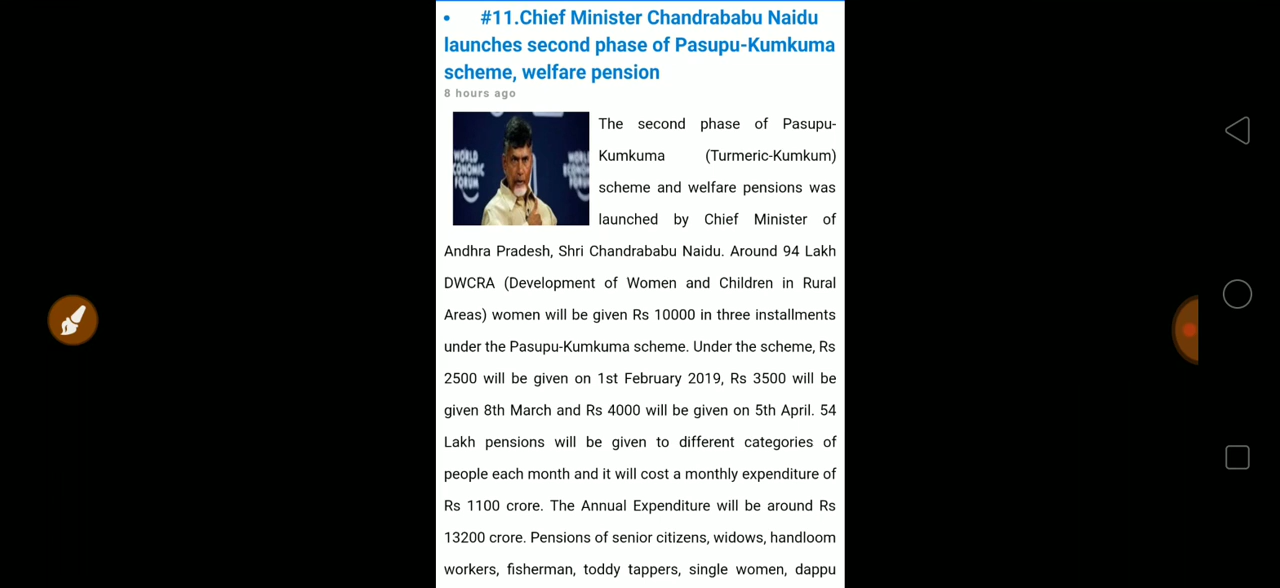 • #11.Chief Minister Chandrababu Naidu
launches second phase of Pasupu-Kumkuma
scheme, welfare pension
8 hours ago
WORLD
ECONOMIC
FORUM
The second phase of Pasupu-
Kumkuma (Turmeric-Kumkum)
scheme and welfare pensions was
launched by Chief Minister of
Andhra Pradesh, Shri Chandrababu Naidu. Around 94 Lakh
DWCRA (Development of Women and Children in Rural
Areas) women will be given Rs 10000 in three installments
under the Pasupu-Kumkuma scheme. Under the scheme, Rs
2500 will be given on 1st February 2019, Rs 3500 will be
given 8th March and Rs 4000 will be given on 5th April. 54
Lakh pensions will be given to different categories of
people each month and it will cost a monthly expenditure of
Rs 1100 crore. The Annual Expenditure will be around Rs
13200 crore. Pensions of senior citizens, widows, handloom
workers, fisherman, toddy tappers, single women, dappu